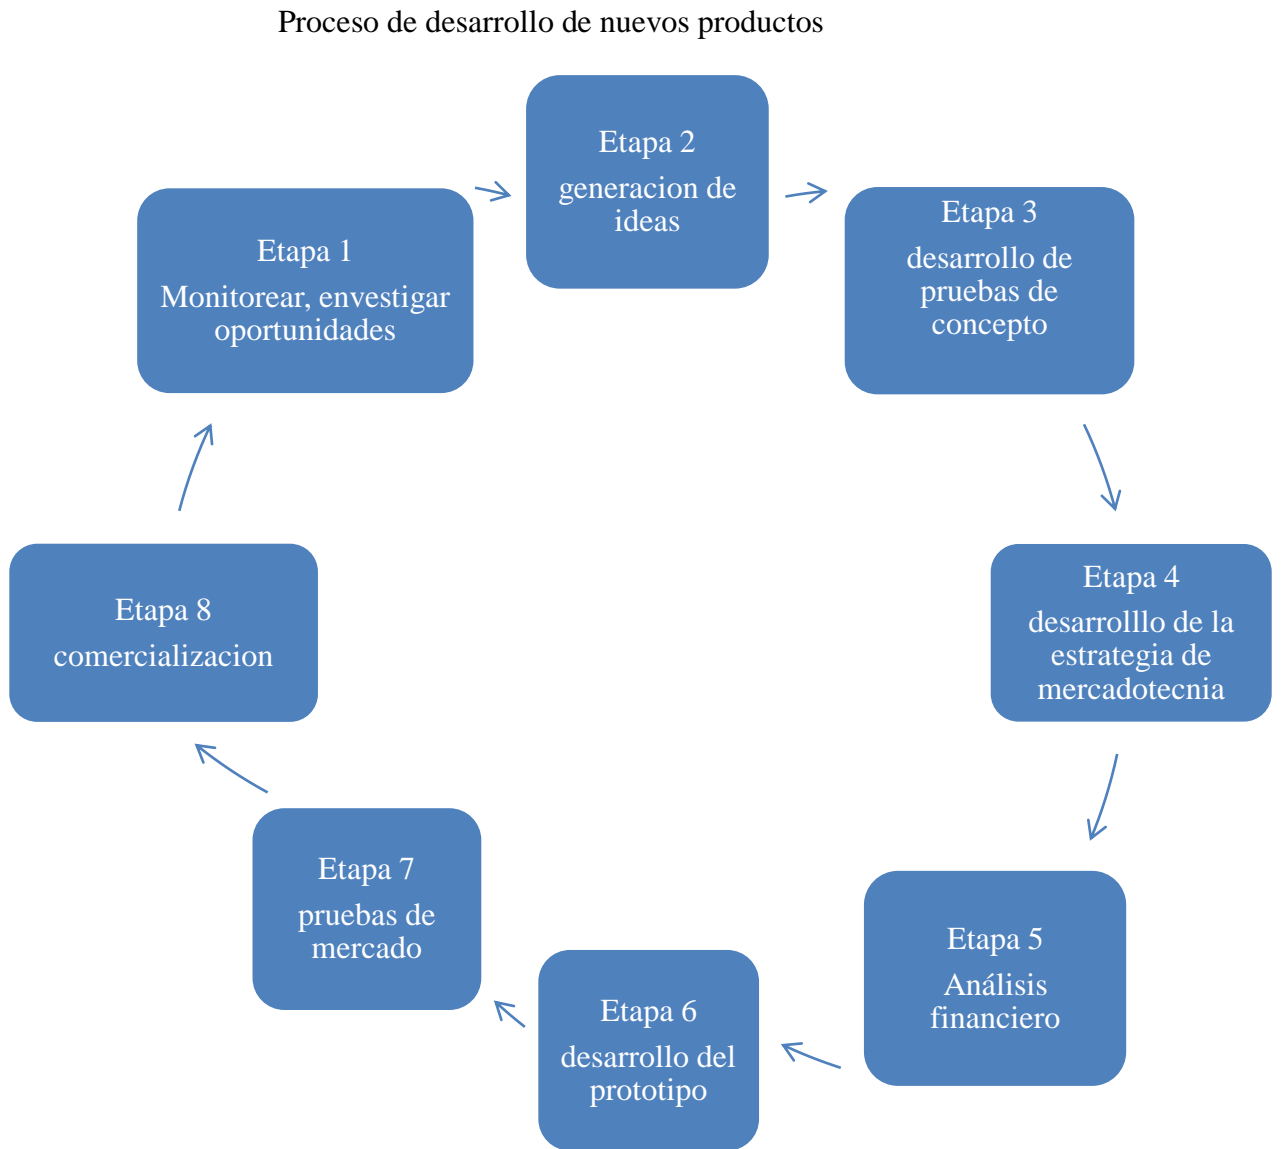 Proceso de desarrollo de nuevos productos
Etapa 1
Monitorear, envestigar
oportunidades
Etapa 2
generacion de
ideas
Etapa 3
desarrollo de
pruebas de
concepto
Etapa 4
desarrolllo de la
estrategia de
mercadotecnia
Etapa 5
Análisis
financiero
Etapa 6
desarrollo del
prototipo
Etapa 7
pruebas de
mercado
Etapa 8
comercializacion